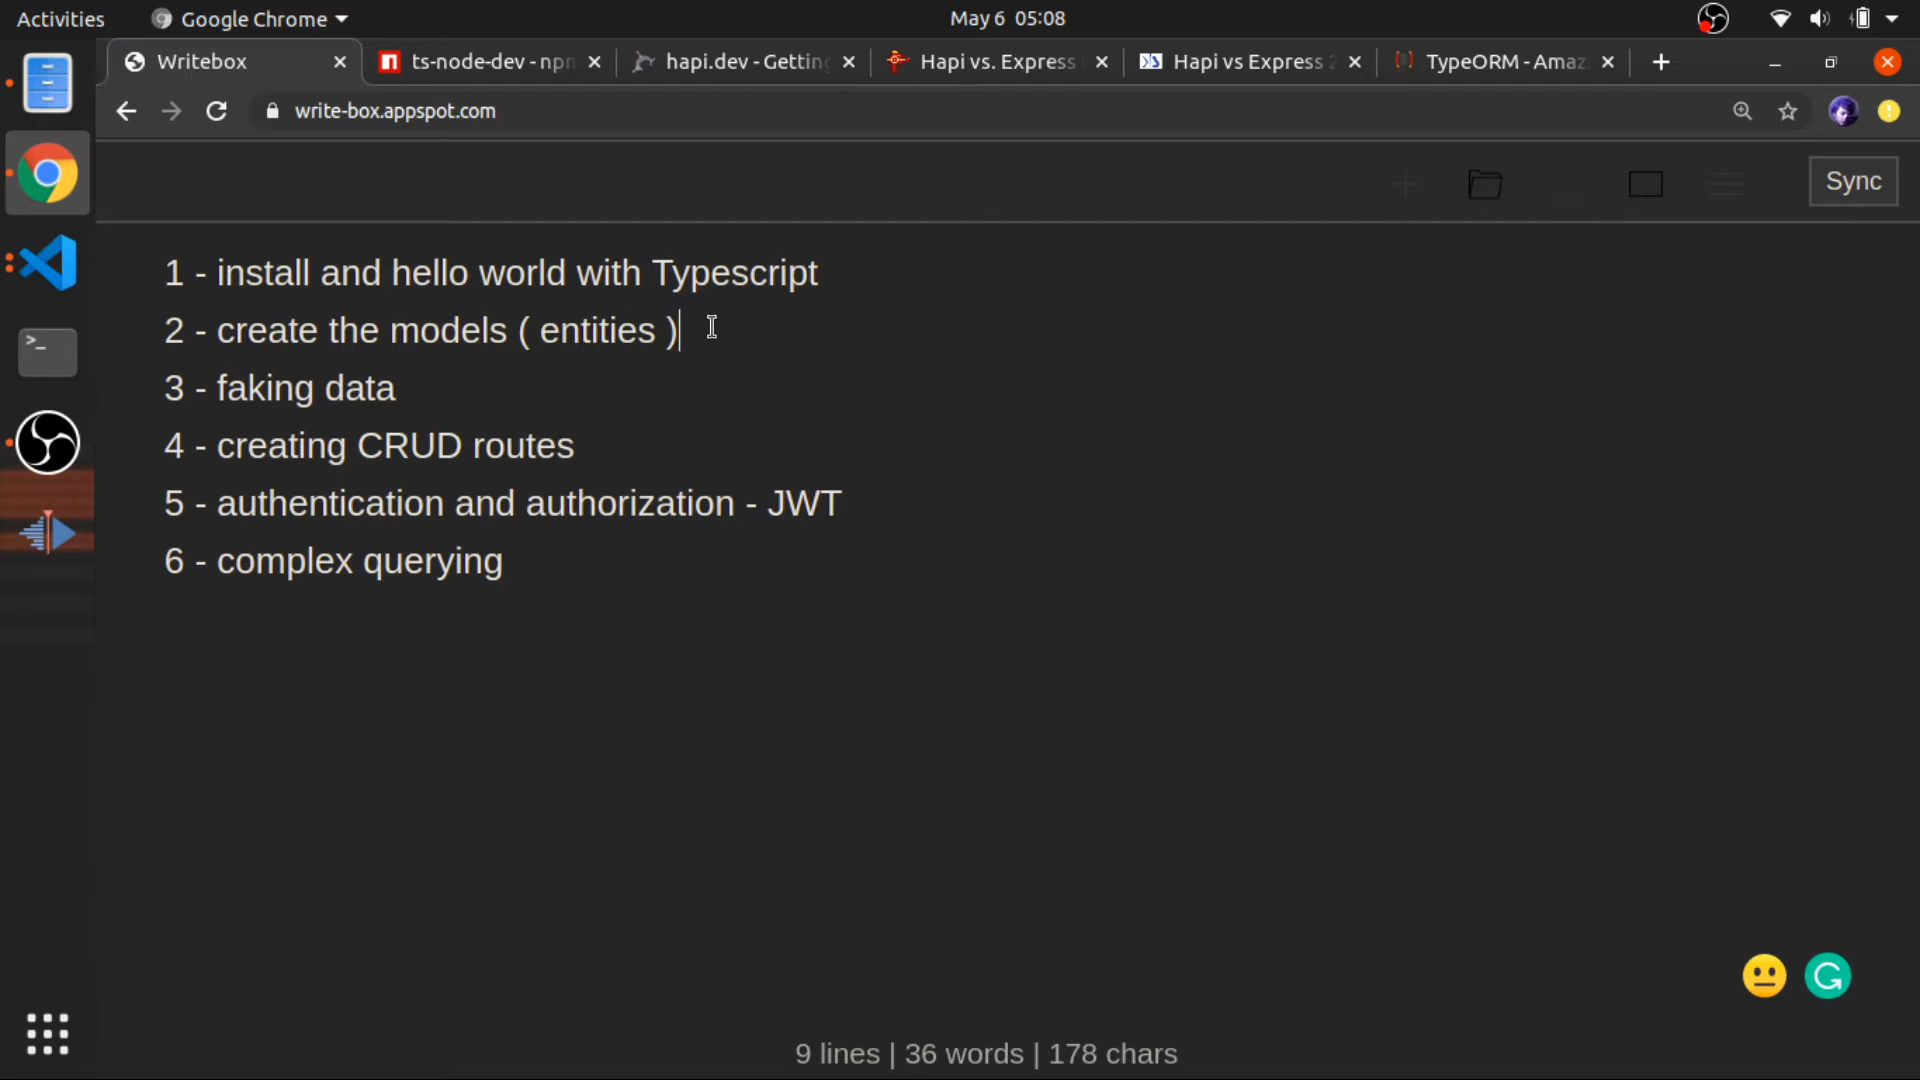 Activities
Google Chrome
May 6 05:08
Writebox
ts-node-dev - npn
hapi.dev - Getting
Hapi vs. Express
Hapi vs Express 2
TypeORM - Amaz
write-box.appspot.com
Sync
1 - install and hello world with Typescript
2 - create the models ( entities )
3 - faking data
4 - creating CRUD routes
5 - authentication and authorization - JWT
6 - complex querying
9 lines | 36 words | 178 chars